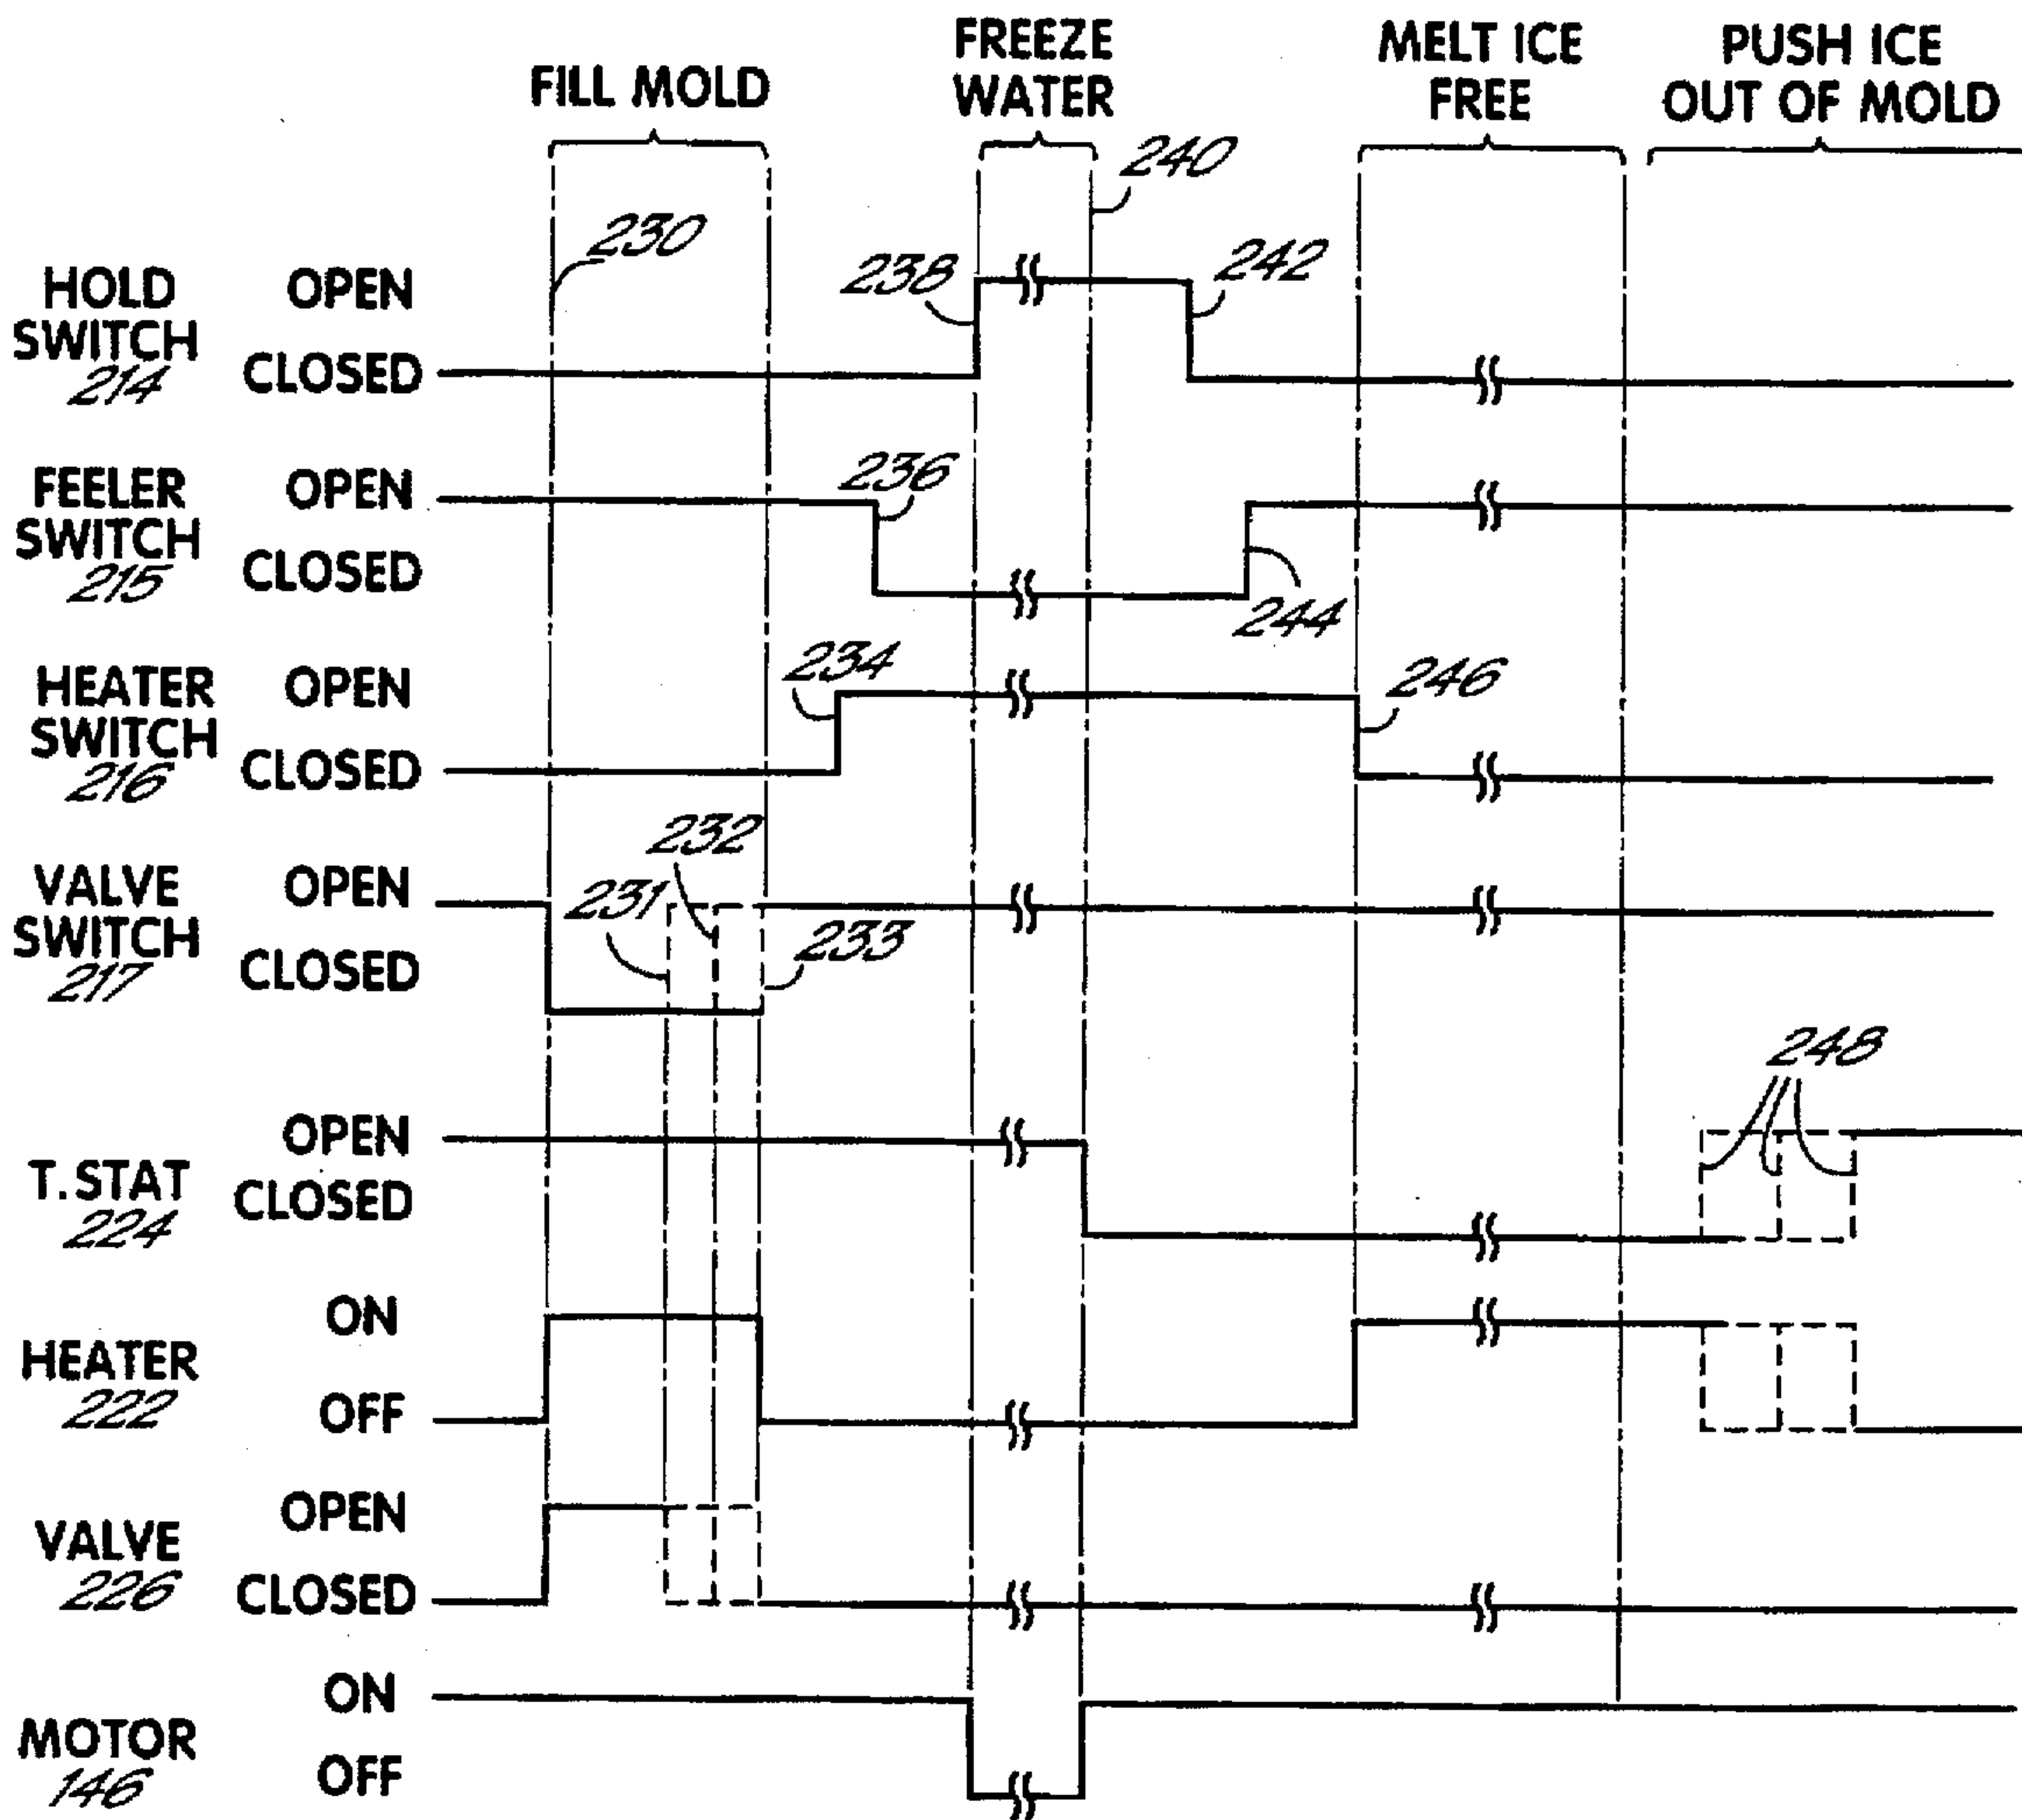 FILL MOLD
FREEZE
WATER
MELT ICE
FREE
PUSH ICE
OUT OF MOLD
240
230
HOLD
SWITCH
214
OPEN
CLOSED
238
242
FEELER
SWITCH
215
OPEN
CLOSED
236
244
HEATER
SWITCH
216
OPEN
CLOSED
234
246
VALVE
SWITCH
217
OPEN
CLOSED
231
232
233
T.STAT
224
OPEN
CLOSED
248
HEATER
222
ON
OFF
VALVE
226
OPEN
CLOSED
MOTOR
146
ON
OFF